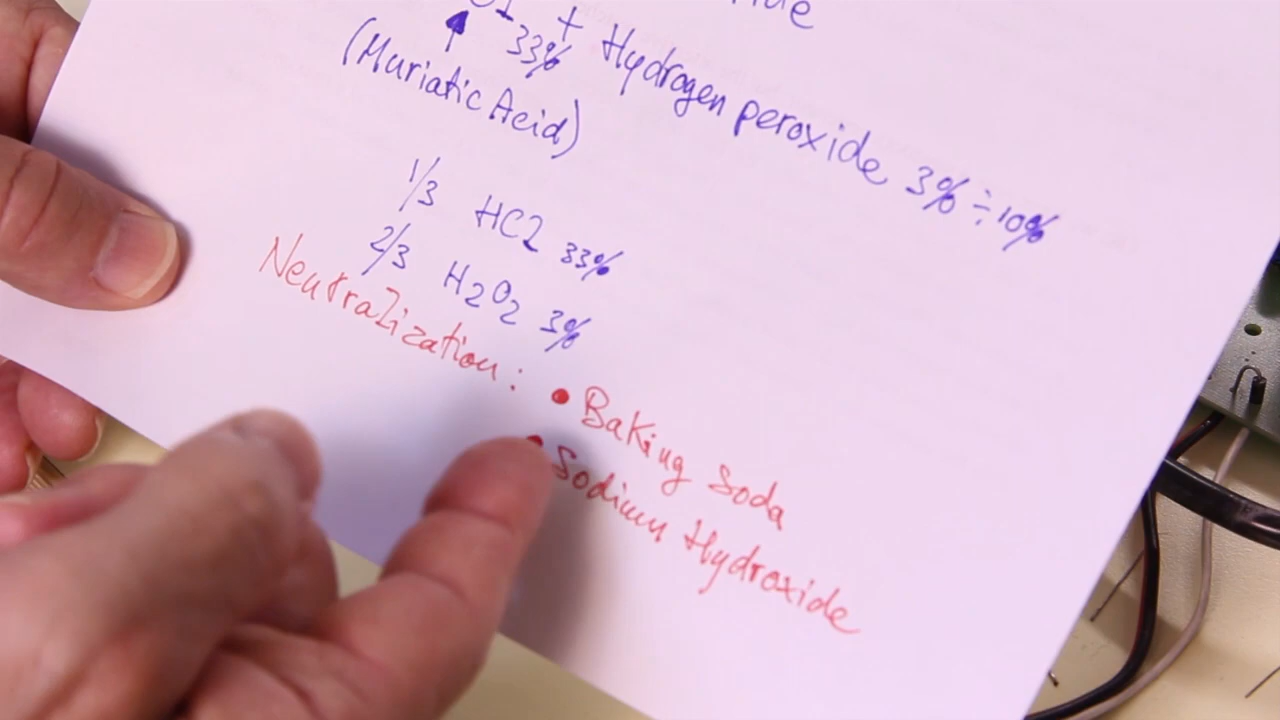 + Hydrogen peroxide 3% ÷ 10%
33%
(Muriatic Acid)
1/3 HCl 33%
2/3 H2O2 3%
Neutralization: • Baking Soda
• Sodium Hydroxide